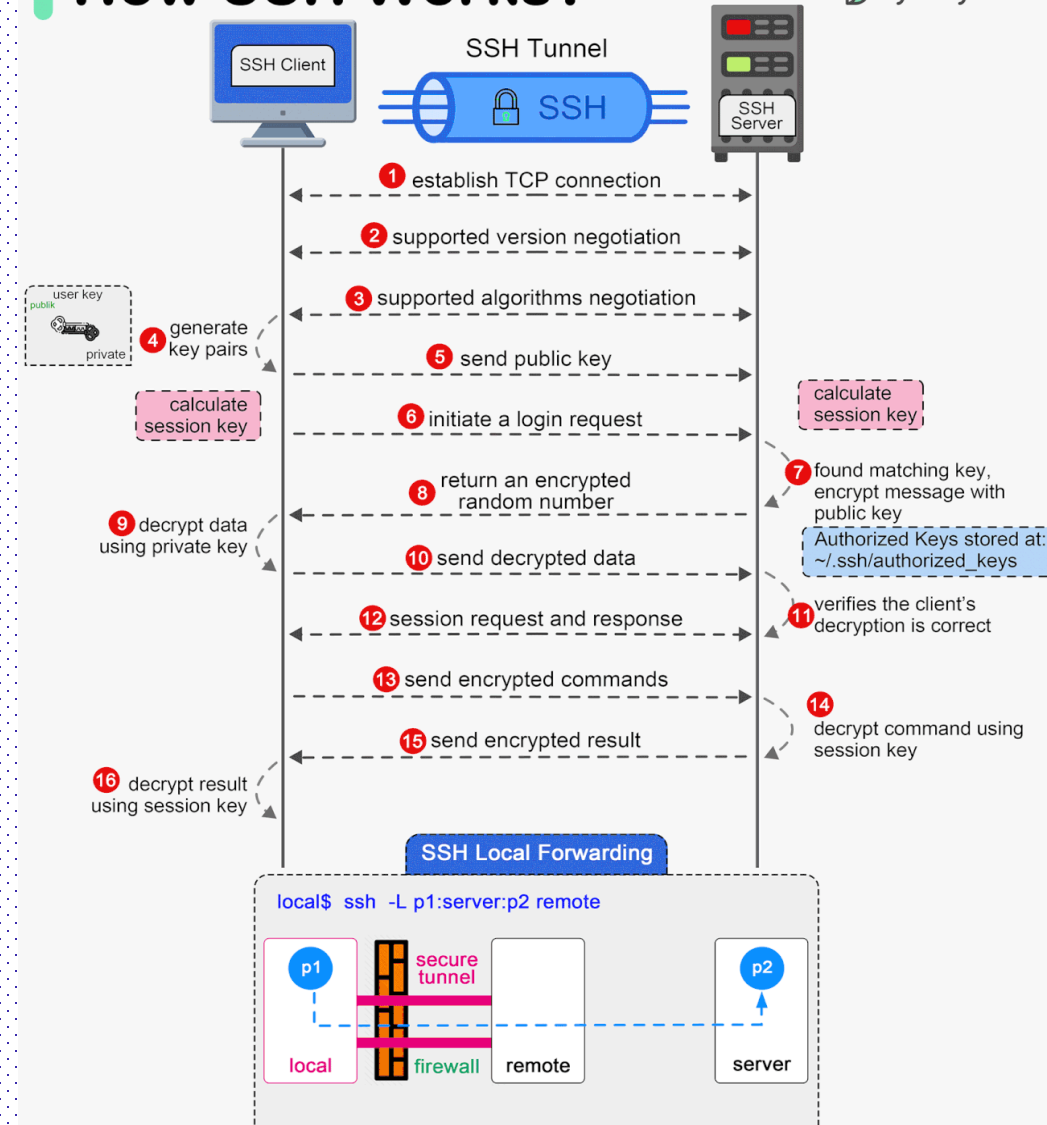 SSH Tunnel
SSH Client
SSH
SSH
Server
1 establish TCP connection
2 supported version negotiation
3 supported algorithms negotiation
user key
publik
private
4 generate
key pairs
5 send public key
calculate
session key
calculate
session key
6 initiate a login request
7 found matching key,
encrypt message with
public key
8 return an encrypted
random number
9 decrypt data
using private key
Authorized Keys stored at:
~/.ssh/authorized_keys
10 send decrypted data
11 verifies the client's
decryption is correct
12 session request and response
13 send encrypted commands
14
decrypt command using
session key
15 send encrypted result
16 decrypt result
using session key
SSH Local Forwarding
local$ ssh -L p1:server:p2 remote
p1
secure
tunnel
p2
local
firewall
remote
server